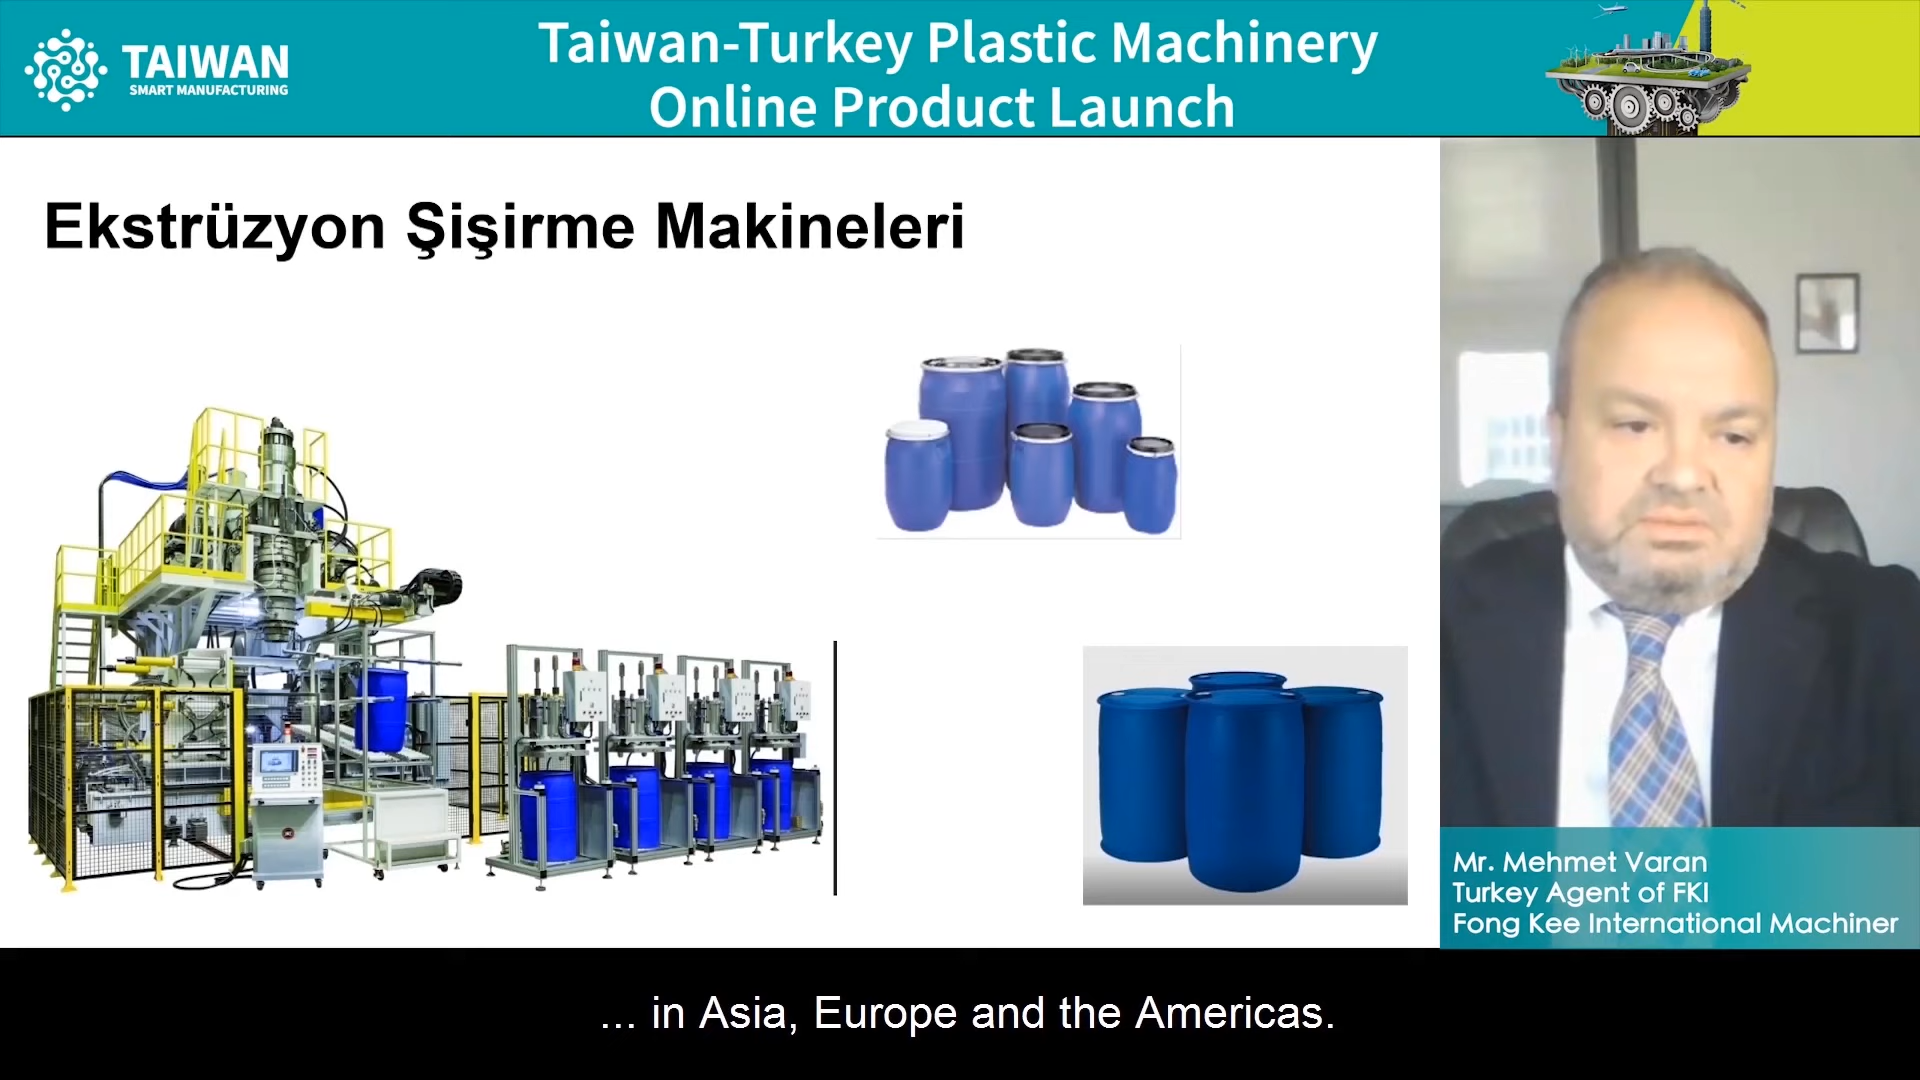 TAIWAN
SMART MANUFACTURING
Taiwan-Turkey Plastic Machinery
Online Product Launch
Ekstrüzyon Şişirme Makineleri
Mr. Mehmet Varan
Turkey Agent of FKI
Fong Kee International Machiner
... in Asia, Europe and the Americas.